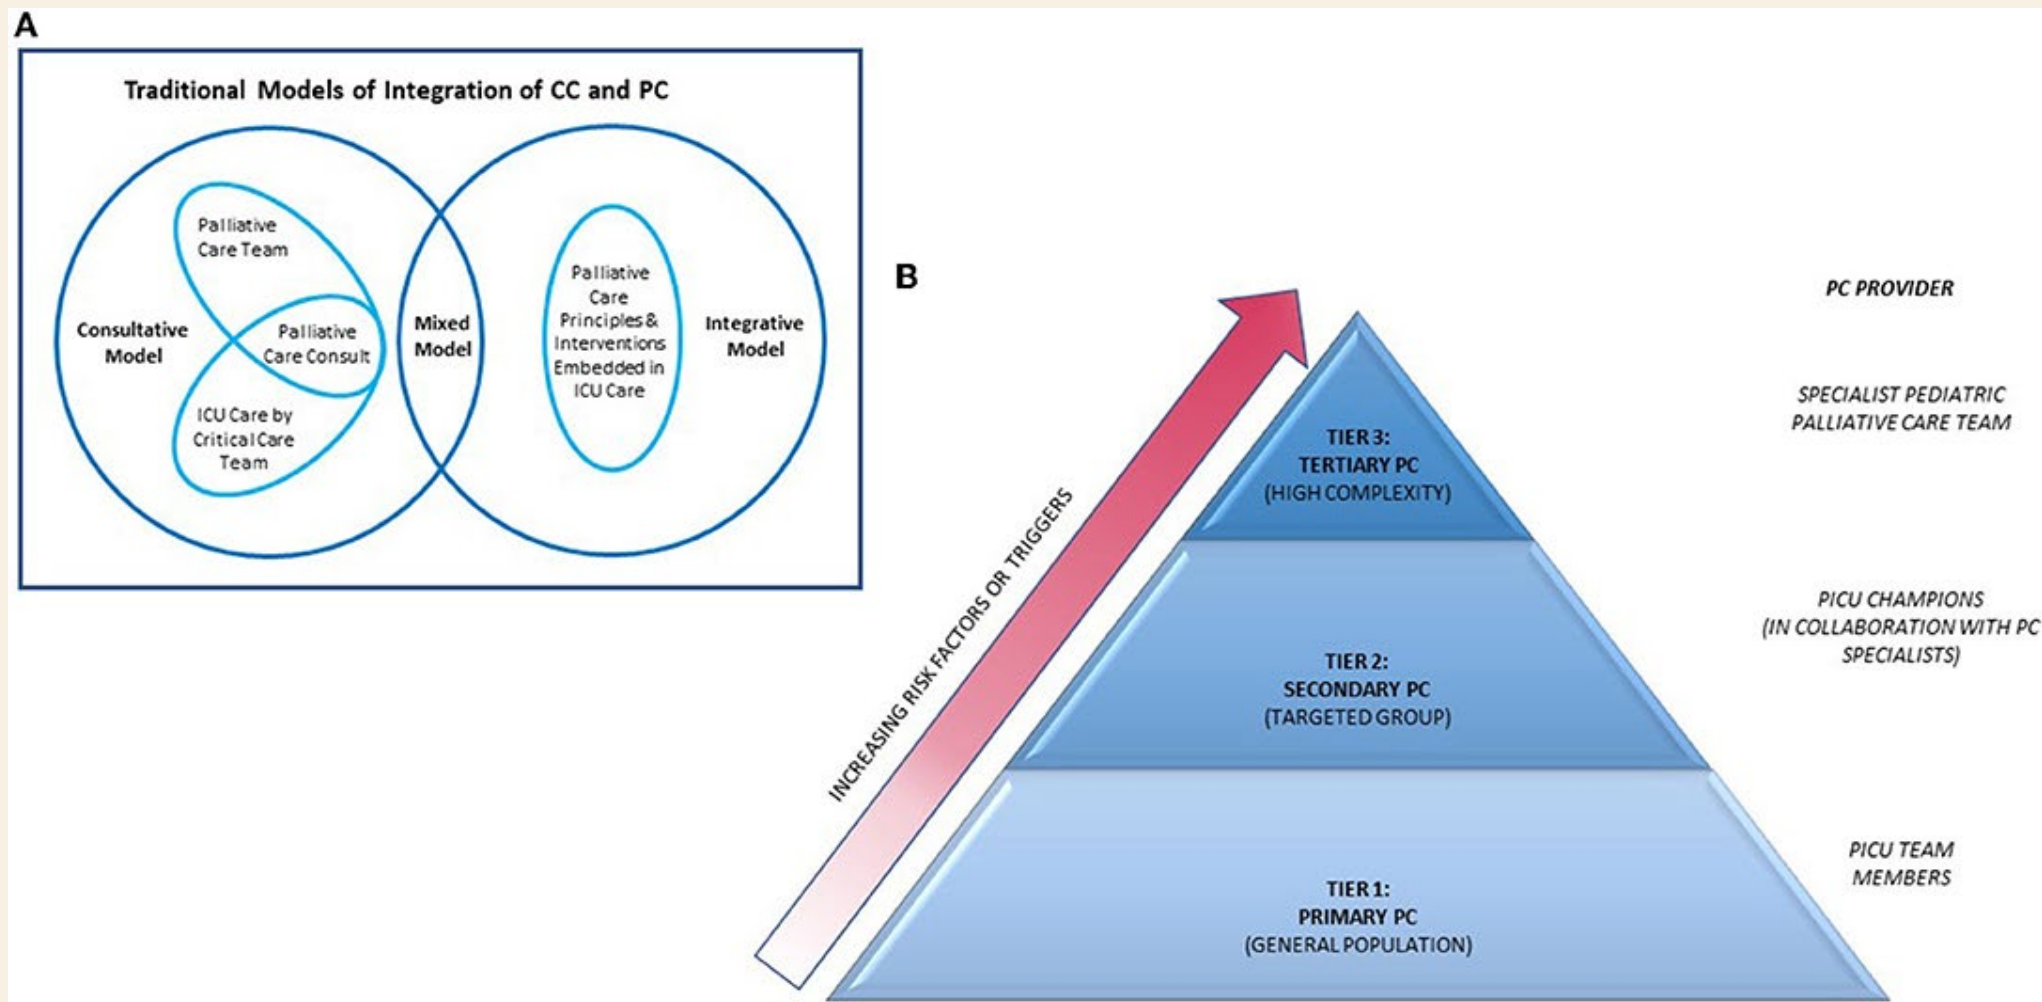 A
Traditional Models of Integration of CC and PC
Palliative
Care Team
Consultative
Model
Palliative
Care Consult
ICU Care by
Critical Care
Team
Mixed
Model
Palliative
Care
Principles &
Interventions
Embedded in
ICU Care
Integrative
Model
B
INCREASING RISK FACTORS OR TRIGGERS
PC PROVIDER
TIER 3:
TERTIARY PC
(HIGH COMPLEXITY)
SPECIALIST PEDIATRIC
PALLIATIVE CARE TEAM
TIER 2:
SECONDARY PC
(TARGETED GROUP)
PICU CHAMPIONS
(IN COLLABORATION WITH PC
SPECIALISTS)
TIER 1:
PRIMARY PC
(GENERAL POPULATION)
PICU TEAM
MEMBERS